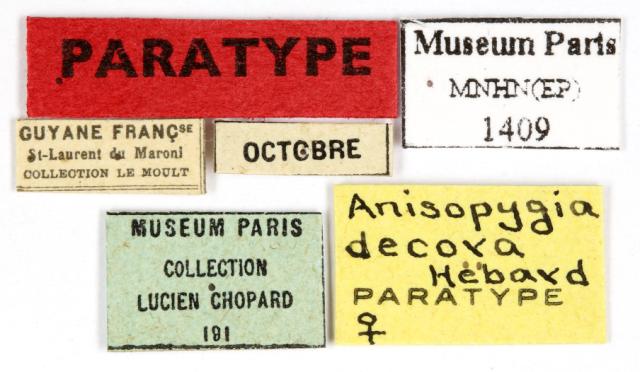 PARATYPE
Museum Paris
MNHN(EP)
1409
GUYANE FRANÇSE
St-Laurent du Maroni
COLLECTION LE MOULT
OCTOBRE
MUSEUM PARIS
COLLECTION
LUCIEN CHOPARD
191
Anisopygia
decora
Hebard
PARATYPE
♀